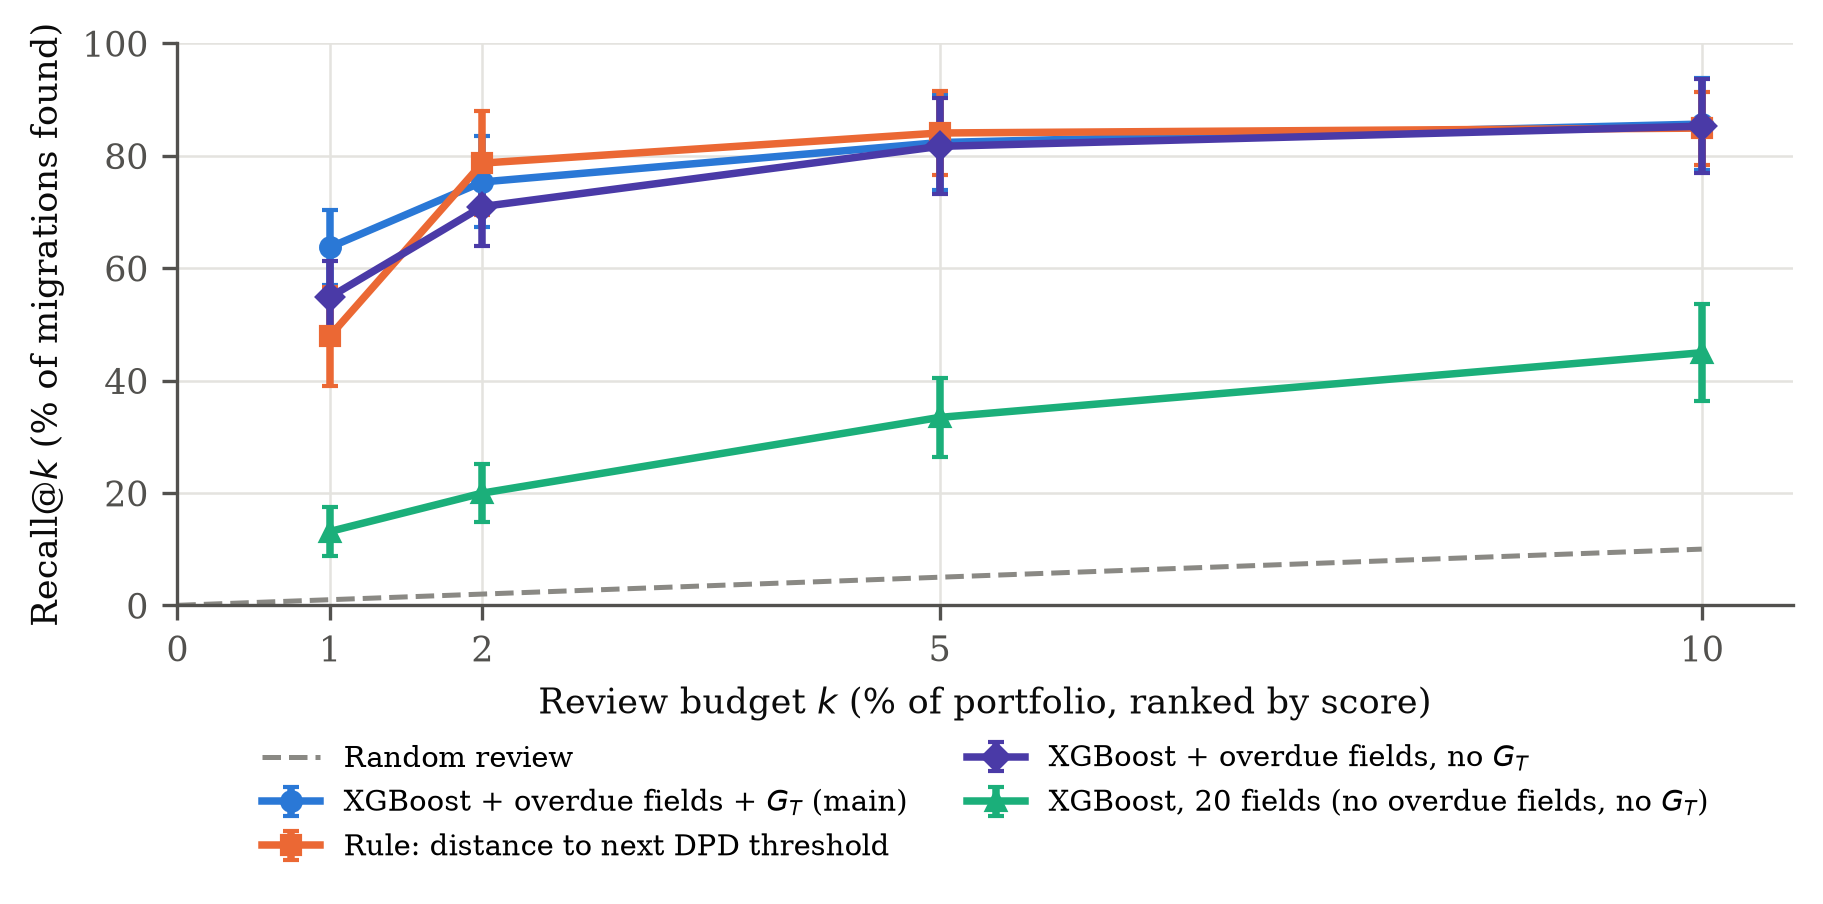 Recall@k (% of migrations found)
100
80
60
40
20
0
0 1 2 5 10
Review budget k (% of portfolio, ranked by score)
Random review
XGBoost + overdue fields + G_T (main)
Rule: distance to next DPD threshold
XGBoost + overdue fields, no G_T
XGBoost, 20 fields (no overdue fields, no G_T)